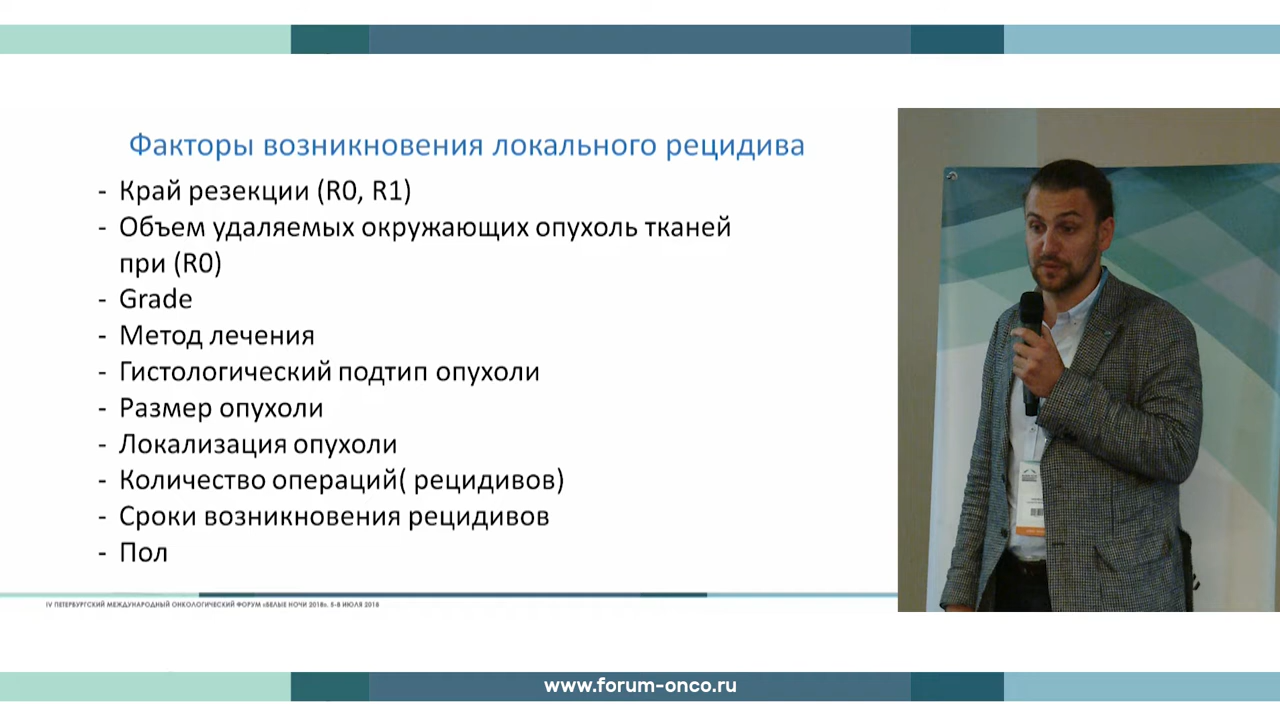 Факторы возникновения локального рецидива
- Край резекции (R0, R1)
- Объем удаляемых окружающих опухоль тканей
при (R0)
- Grade
- Метод лечения
- Гистологический подтип опухоли
- Размер опухоли
- Локализация опухоли
- Количество операций( рецидивов)
- Сроки возникновения рецидивов
- Пол
IV ПЕТЕРБУРГСКИЙ МЕЖДУНАРОДНЫЙ ОНКОЛОГИЧЕСКИЙ ФОРУМ «БЕЛЫЕ НОЧИ 2018». 5-8 ИЮЛЯ 2018
www.forum-onco.ru